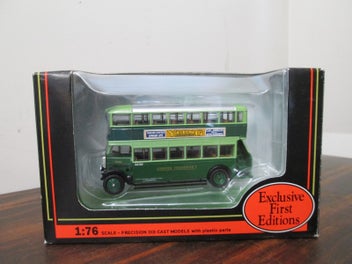 Exclusive
First
Editions
1:76 SCALE - PRECISION DIE CAST MODELS with plastic parts